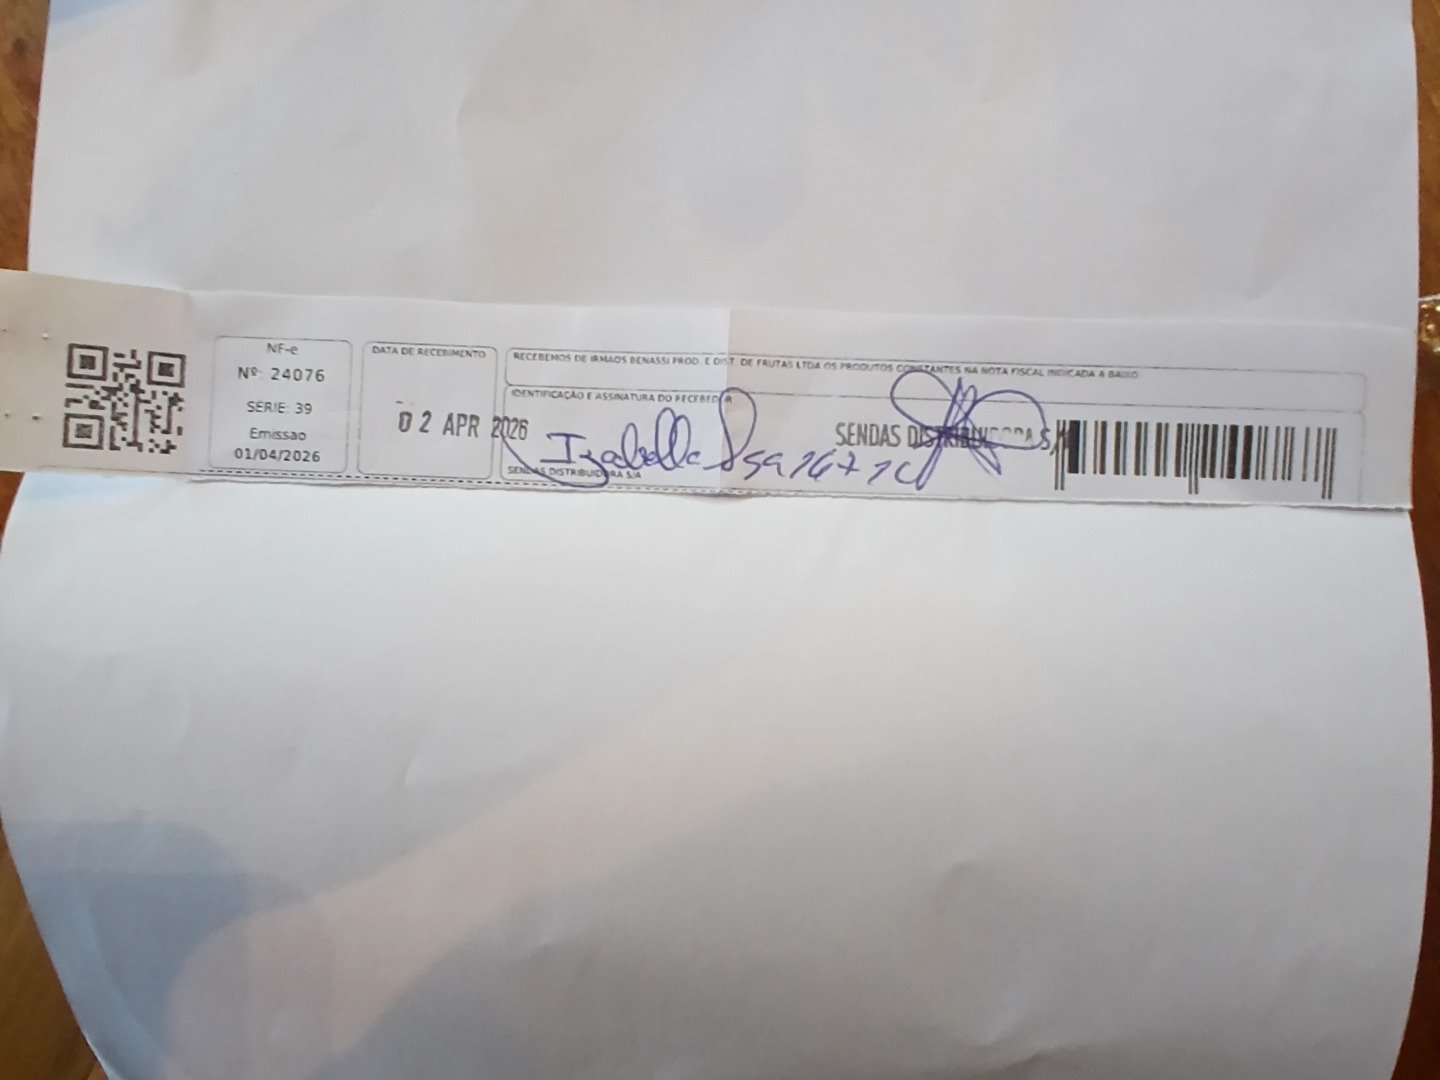 NF-e
Nº: 24076
SÉRIE: 39
Emissao
01/04/2026
DATA DE RECEBIMENTO
02 APR 2026
RECEBEMOS DE IRMAOS BENASSI PROD. E DIST. DE FRUTAS LTDA OS PRODUTOS CONSTANTES NA NOTA FISCAL INDICADA A BAIXO
IDENTIFICAÇÃO E ASSINATURA DO RECEBEDOR
Izabella
SENDAS DISTRIBUIDORA S/A
SENDAS DISTRIBUIDORA S/A